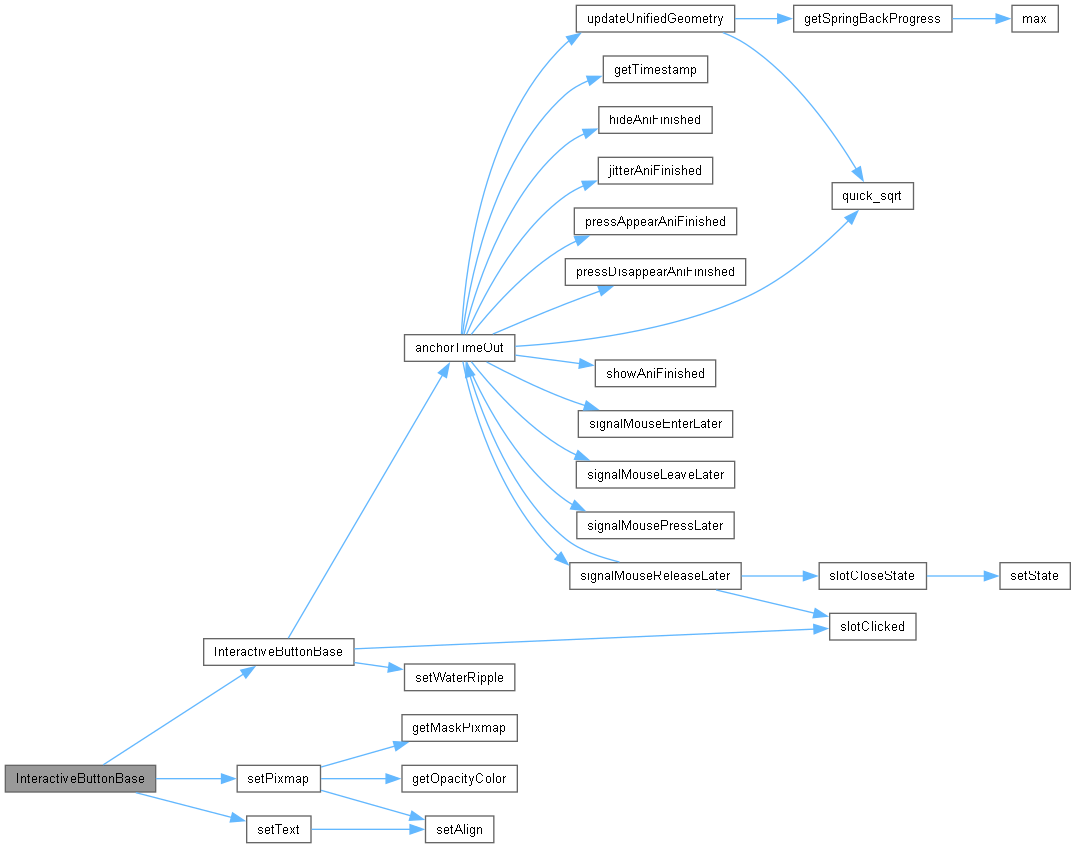 updateUnifiedGeometry
getSpringBackProgress
max
getTimestamp
hideAniFinished
jitterAniFinished
quick_sqrt
pressAppearAniFinished
pressDisappearAniFinished
anchorTimeOut
showAniFinished
signalMouseEnterLater
signalMouseLeaveLater
signalMousePressLater
signalMouseReleaseLater
slotCloseState
setState
slotClicked
InteractiveButtonBase
setWaterRipple
getMaskPixmap
InteractiveButtonBase
setPixmap
getOpacityColor
setText
setAlign